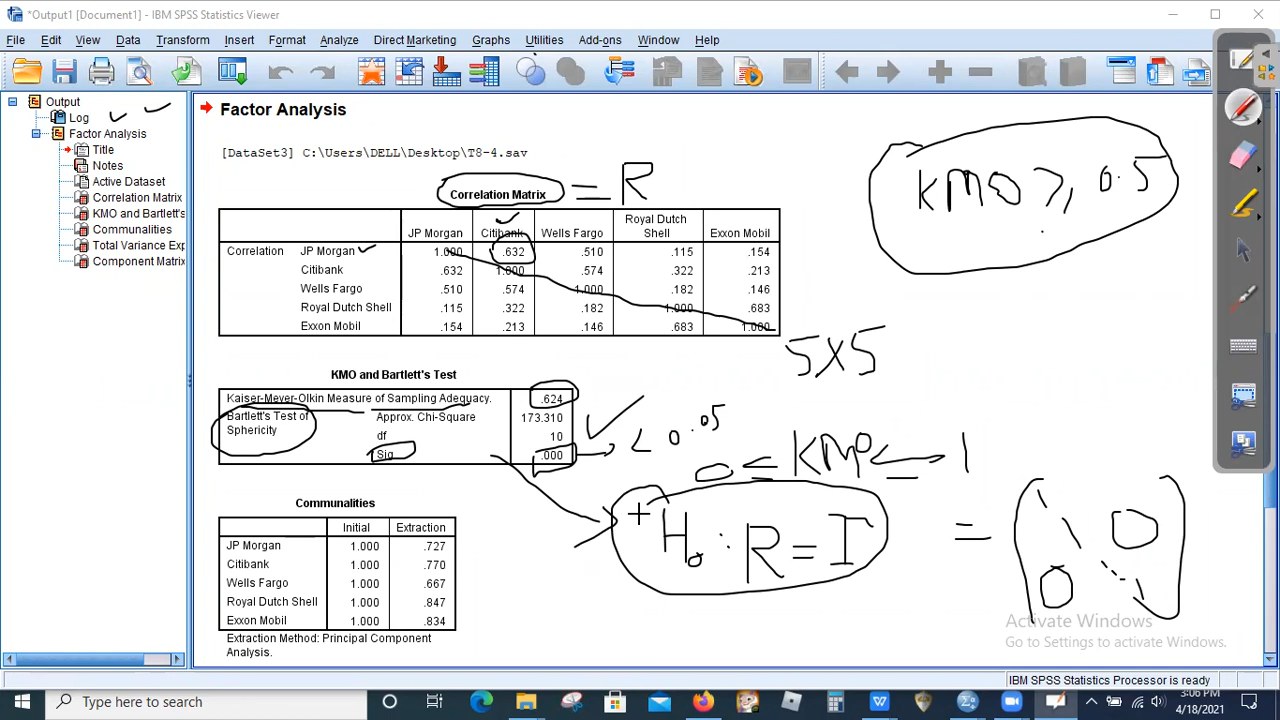 *Output1 [Document1] - IBM SPSS Statistics Viewer
File Edit View Data Transform Insert Format Analyze Direct Marketing Graphs Utilities Add-ons Window Help
Output
Log
Factor Analysis
Title
Notes
Active Dataset
Correlation Matrix
KMO and Bartlett's
Communalities
Total Variance Exp
Component Matrix
Factor Analysis
[DataSet3] C:\Users\DELL\Desktop\T8-4.sav
Correlation Matrix = R
KMO ≥ 0.5
JP Morgan Citibank Wells Fargo Royal Dutch Shell Exxon Mobil
Correlation JP Morgan 1.000 .632 .510 .115 .154
Citibank .632 1.000 .574 .322 .213
Wells Fargo .510 .574 1.000 .182 .146
Royal Dutch Shell .115 .322 .182 1.000 .683
Exxon Mobil .154 .213 .146 .683 1.000
5x5
KMO and Bartlett's Test
Kaiser-Meyer-Olkin Measure of Sampling Adequacy. .624
Bartlett's Test of Sphericity Approx. Chi-Square 173.310
df 10
Sig. .000
< 0.05
0 ≤ KMO ≤ 1
H0 : R = I = 0 0
Communalities
Initial Extraction
JP Morgan 1.000 .727
Citibank 1.000 .770
Wells Fargo 1.000 .667
Royal Dutch Shell 1.000 .847
Exxon Mobil 1.000 .834
Extraction Method: Principal Component
Analysis.
Activate Windows
Go to Settings to activate Windows.
IBM SPSS Statistics Processor is ready
Type here to search
3:06 PM
4/18/2021